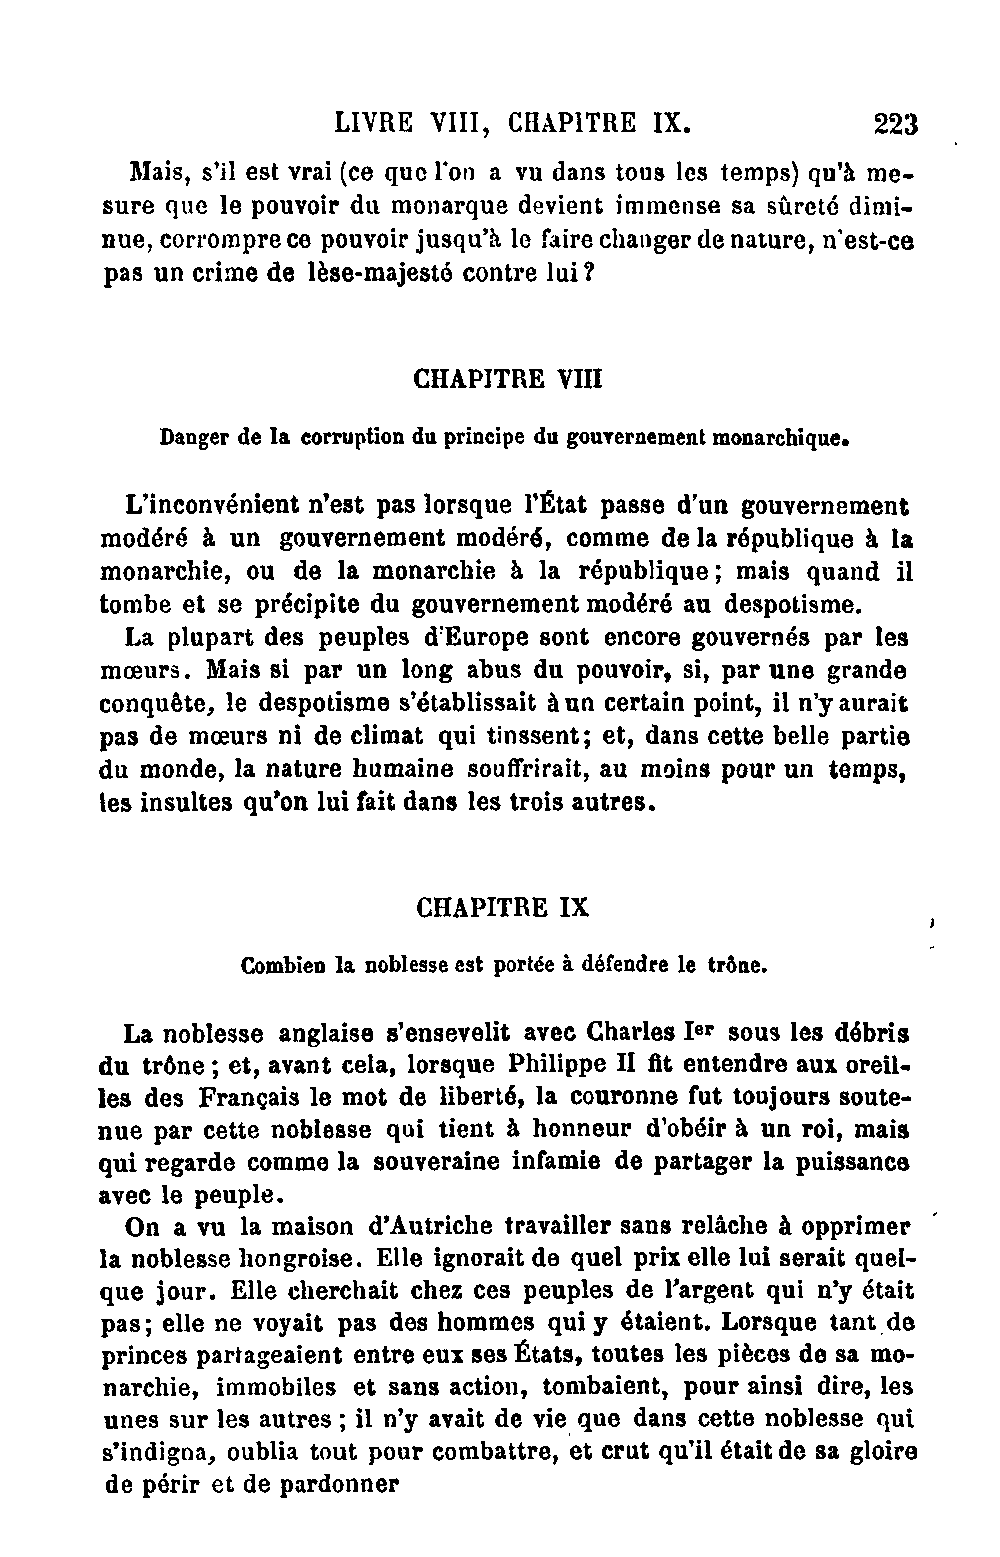 LIVRE VIII, CHAPITRE IX. 223
Mais, s'il est vrai (ce que l'on a vu dans tous les temps) qu'à me-
sure que le pouvoir du monarque devient immense sa sûreté dimi-
nue, corrompre ce pouvoir jusqu'à le faire changer de nature, n'est-ce
pas un crime de lèse-majesté contre lui ?
CHAPITRE VIII
Danger de la corruption du principe du gouvernement monarchique.
L'inconvénient n'est pas lorsque l'État passe d'un gouvernement
modéré à un gouvernement modéré, comme de la république à la
monarchie, ou de la monarchie à la république ; mais quand il
tombe et se précipite du gouvernement modéré au despotisme.
La plupart des peuples d'Europe sont encore gouvernés par les
mœurs. Mais si par un long abus du pouvoir, si, par une grande
conquête, le despotisme s'établissait à un certain point, il n'y aurait
pas de mœurs ni de climat qui tinssent ; et, dans cette belle partie
du monde, la nature humaine souffrirait, au moins pour un temps,
les insultes qu'on lui fait dans les trois autres.
CHAPITRE IX
Combien la noblesse est portée à défendre le trône.
La noblesse anglaise s'ensevelit avec Charles Ier sous les débris
du trône ; et, avant cela, lorsque Philippe II fit entendre aux oreil-
les des Français le mot de liberté, la couronne fut toujours soute-
nue par cette noblesse qui tient à honneur d'obéir à un roi, mais
qui regarde comme la souveraine infamie de partager la puissance
avec le peuple.
On a vu la maison d'Autriche travailler sans relâche à opprimer
la noblesse hongroise. Elle ignorait de quel prix elle lui serait quel-
que jour. Elle cherchait chez ces peuples de l'argent qui n'y était
pas ; elle ne voyait pas des hommes qui y étaient. Lorsque tant de
princes partageaient entre eux ses États, toutes les pièces de sa mo-
narchie, immobiles et sans action, tombaient, pour ainsi dire, les
unes sur les autres ; il n'y avait de vie que dans cette noblesse qui
s'indigna, oublia tout pour combattre, et crut qu'il était de sa gloire
de périr et de pardonner